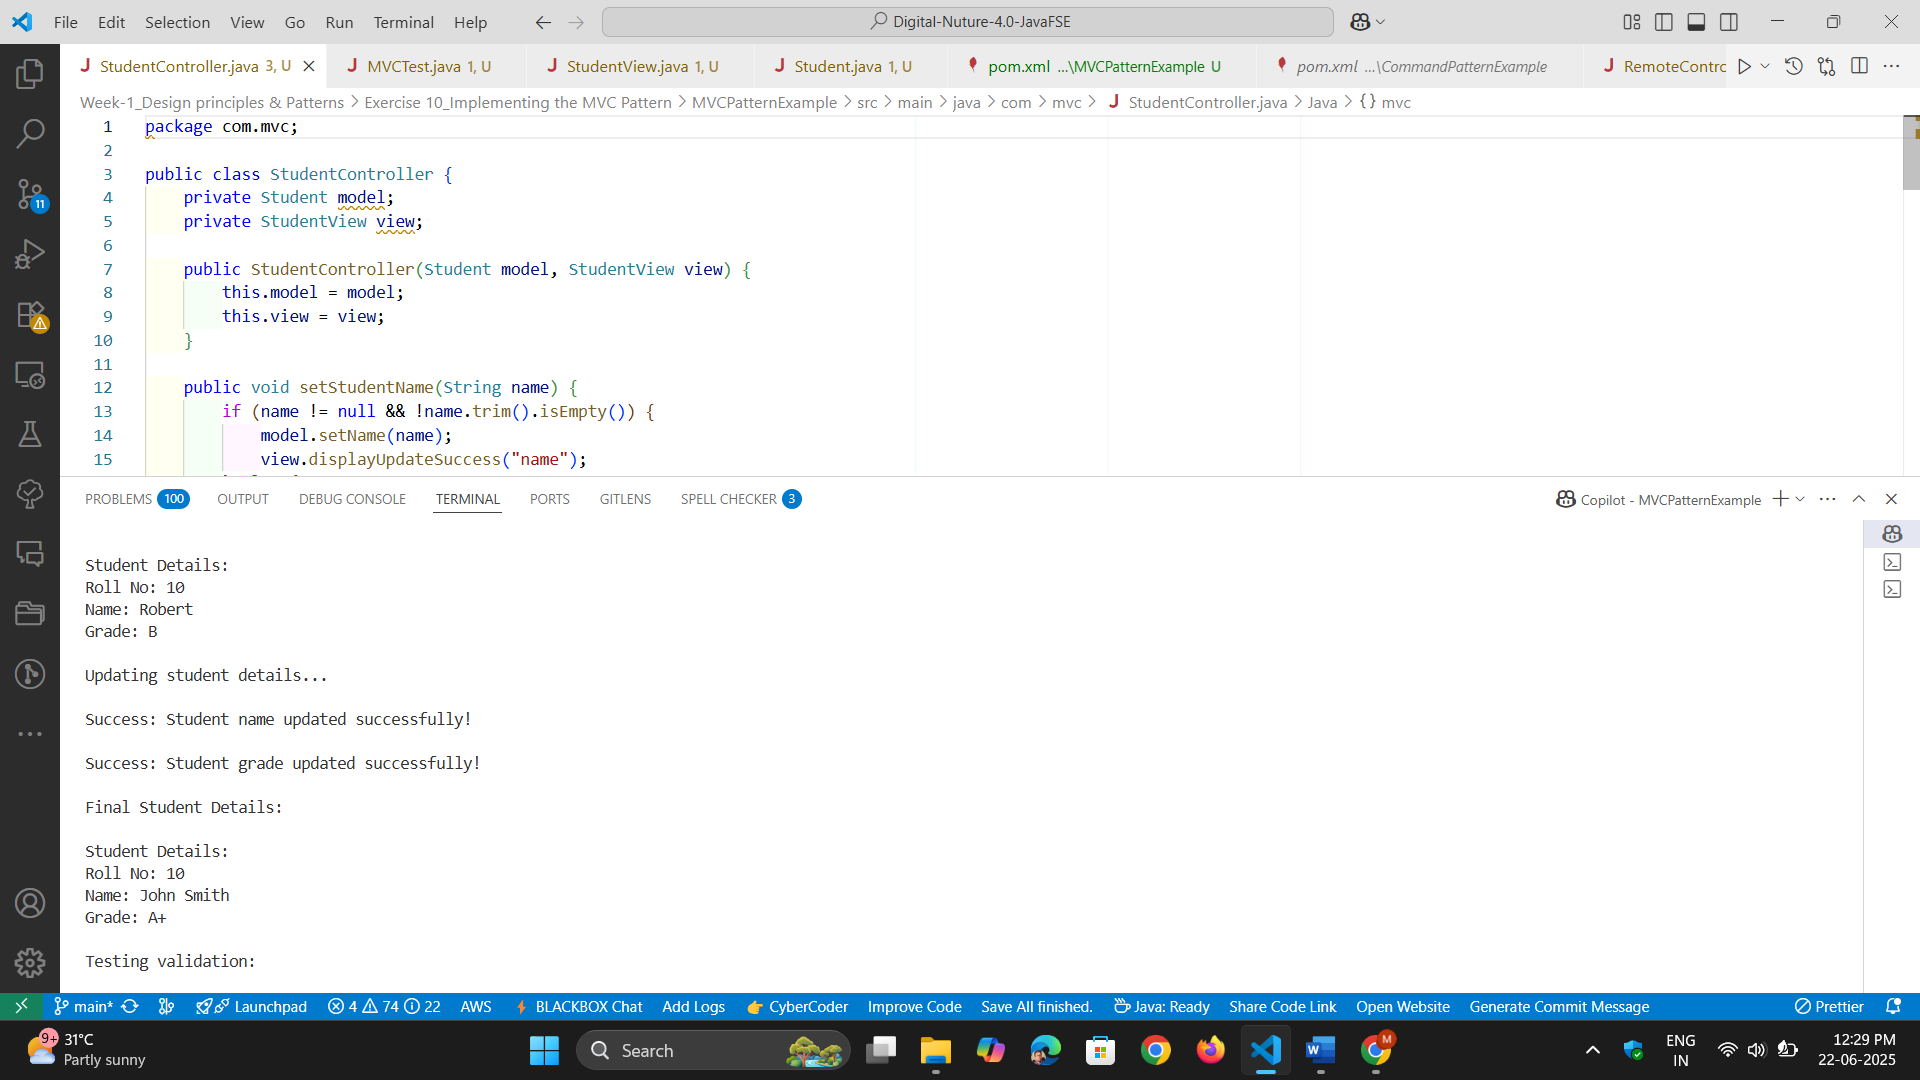 File Edit Selection View Go Run Terminal Help
Digital-Nuture-4.0-JavaFSE
StudentController.java 3, U
MVCTest.java 1, U
StudentView.java 1, U
Student.java 1, U
pom.xml ...\MVCPatternExample U
pom.xml ...\CommandPatternExample
RemoteContro
Week-1_Design principles & Patterns > Exercise 10_Implementing the MVC Pattern > MVCPatternExample > src > main > java > com > mvc > StudentController.java > Java > {} mvc
1 package com.mvc;
2
3 public class StudentController {
4 private Student model;
5 private StudentView view;
6
7 public StudentController(Student model, StudentView view) {
8 this.model = model;
9 this.view = view;
10 }
11
12 public void setStudentName(String name) {
13 if (name != null && !name.trim().isEmpty()) {
14 model.setName(name);
15 view.displayUpdateSuccess("name");
11
PROBLEMS 100 OUTPUT DEBUG CONSOLE TERMINAL PORTS GITLENS SPELL CHECKER 3
Copilot - MVCPatternExample
Student Details:
Roll No: 10
Name: Robert
Grade: B
Updating student details...
Success: Student name updated successfully!
Success: Student grade updated successfully!
Final Student Details:
Student Details:
Roll No: 10
Name: John Smith
Grade: A+
Testing validation:
main* Launchpad 4 74 22 AWS BLACKBOX Chat Add Logs CyberCoder Improve Code Save All finished. Java: Ready Share Code Link Open Website Generate Commit Message Prettier
9+ 31°C
Partly sunny
Search
M
ENG
IN
12:29 PM
22-06-2025